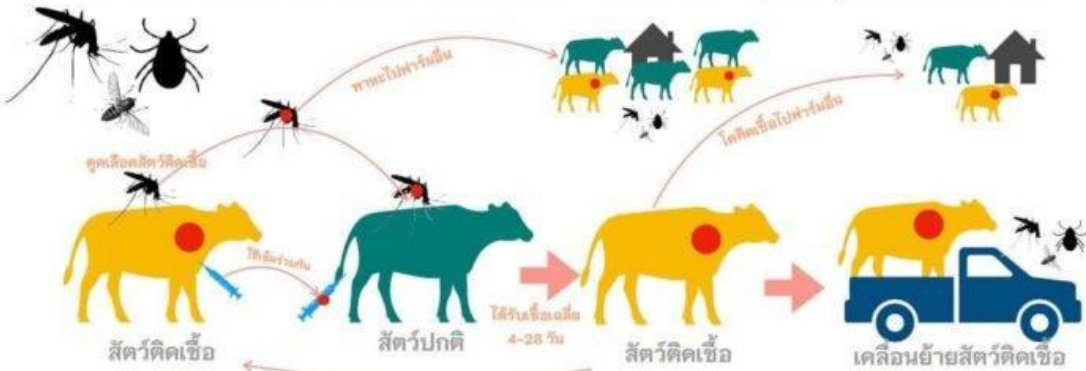 พาหะไปฟาร์มอื่น
โคติดเชื้อไปฟาร์มอื่น
ดูดเลือดสัตว์ติดเชื้อ
ใช้เข็มร่วมกัน
ได้รับเชื้อเฉลี่ย
4-28 วัน
สัตว์ติดเชื้อ
สัตว์ปกติ
สัตว์ติดเชื้อ
เคลื่อนย้ายสัตว์ติดเชื้อ